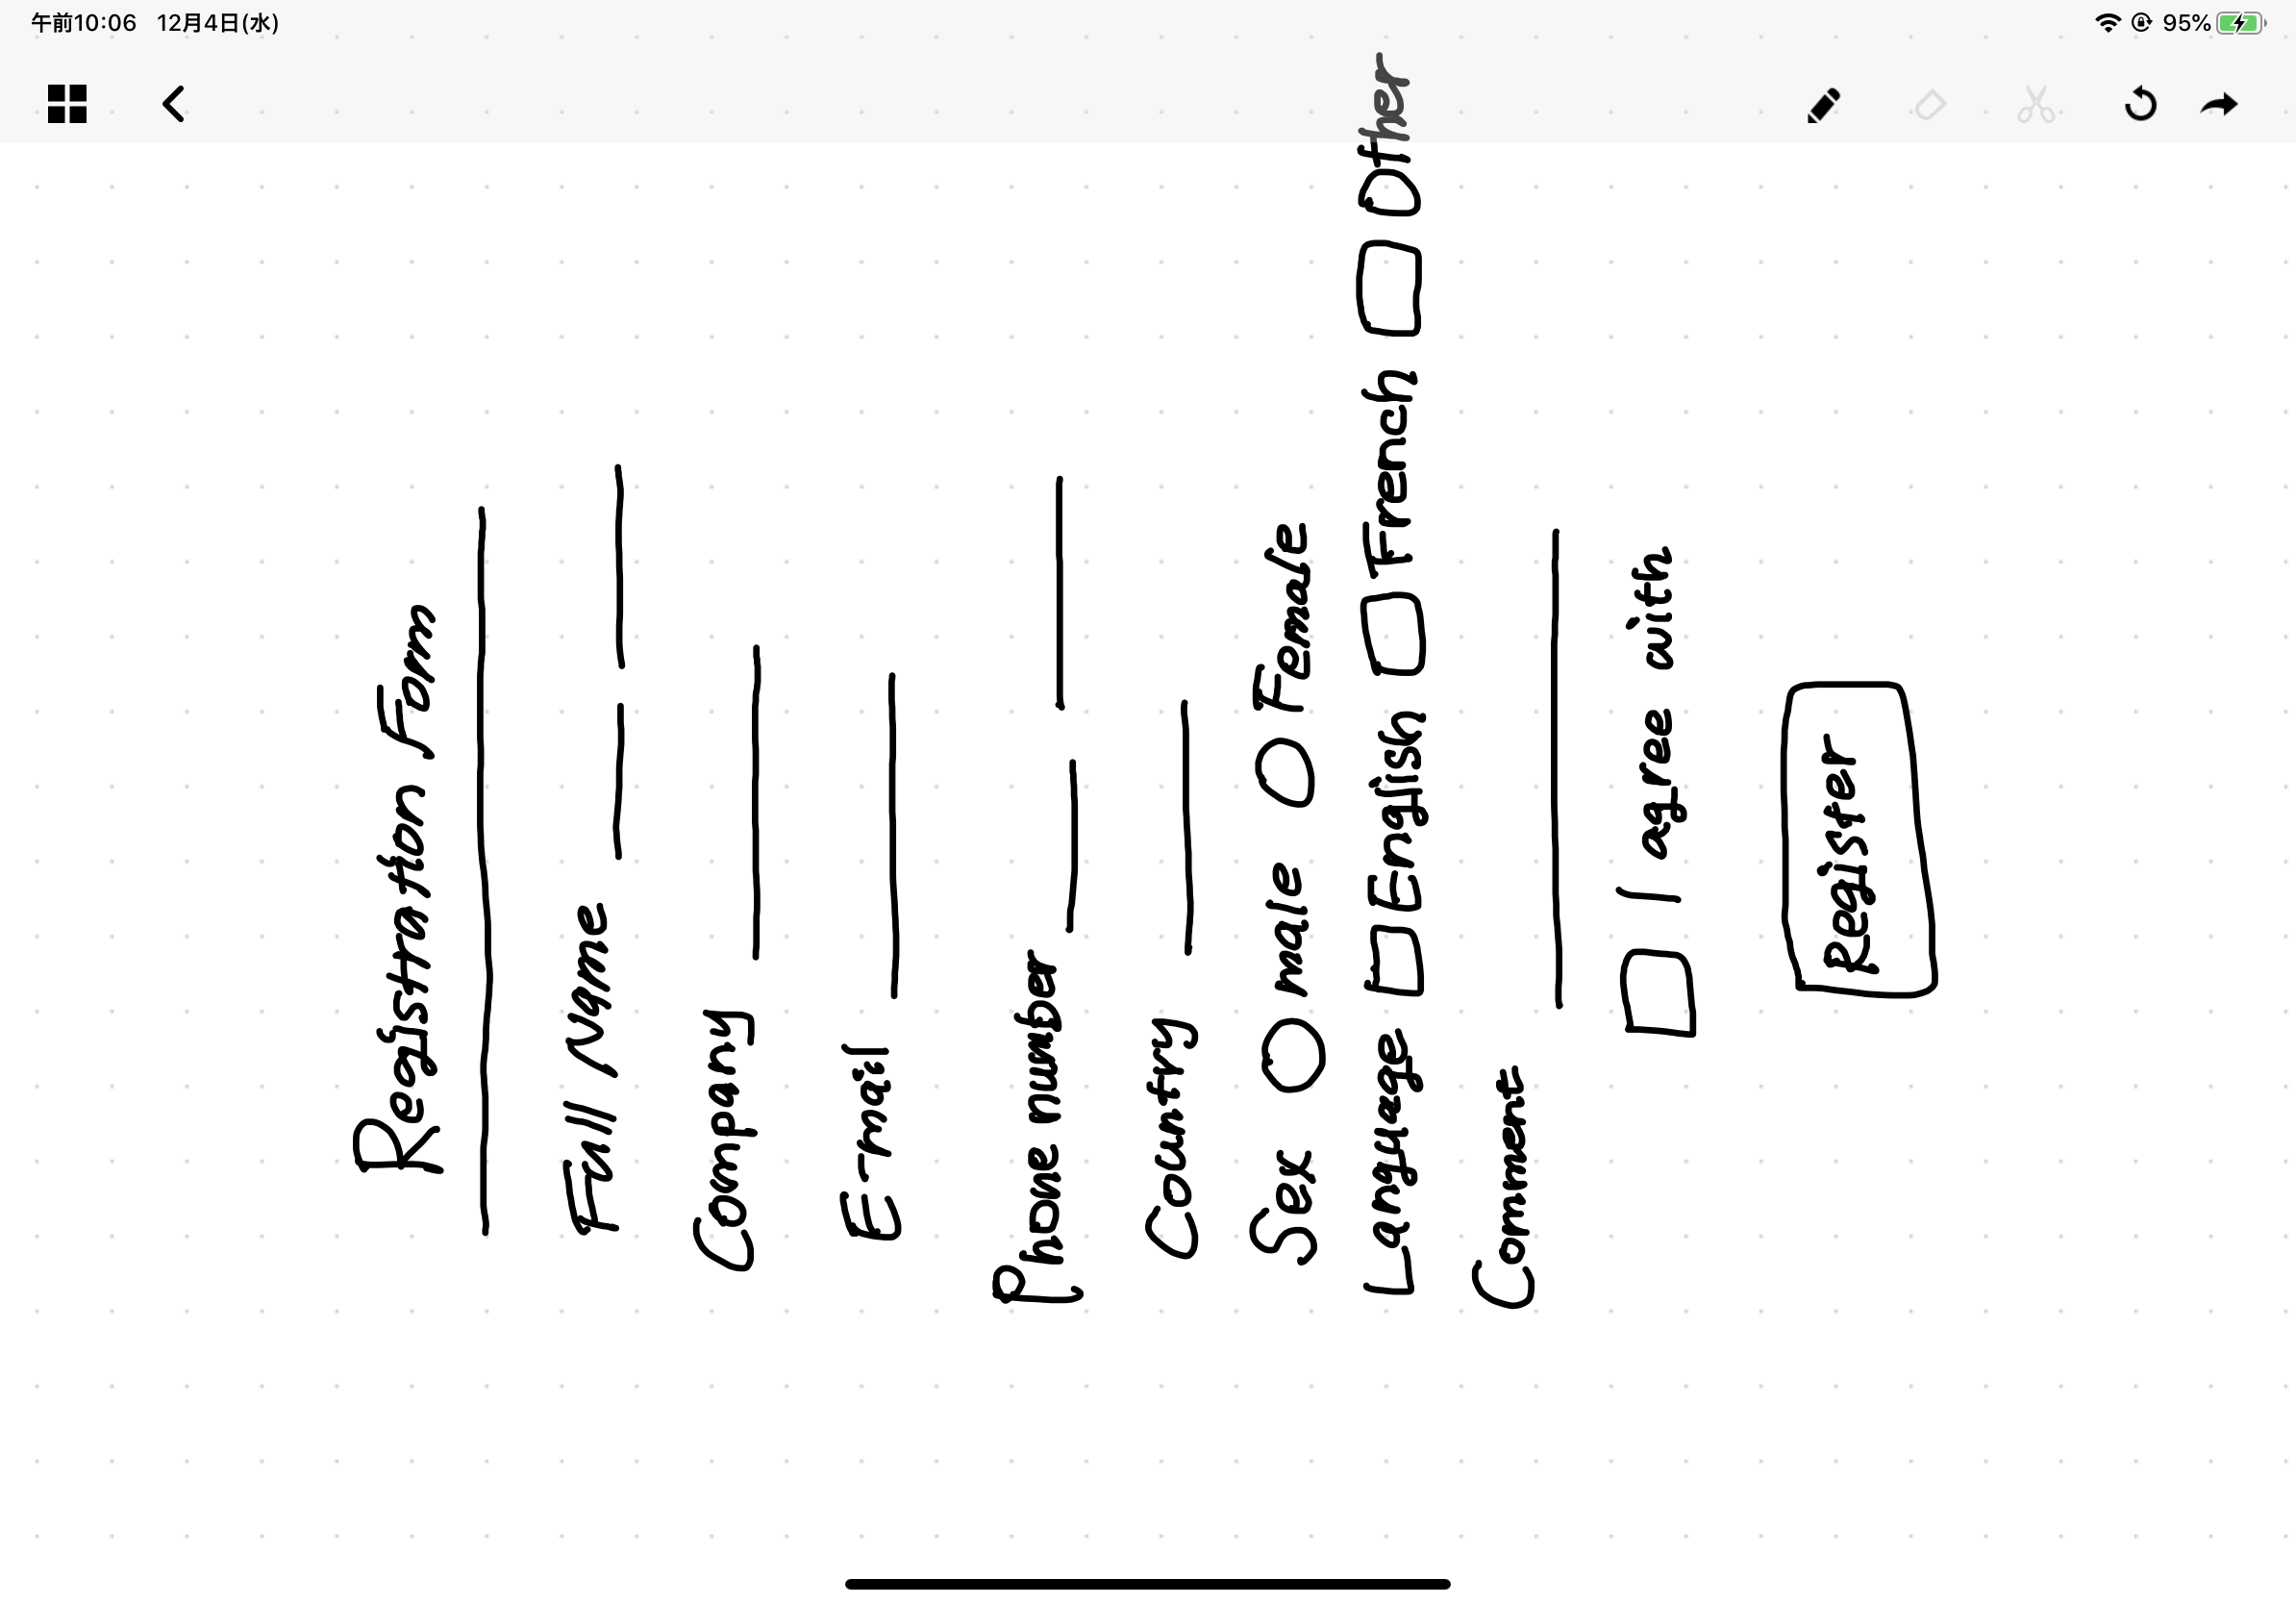 午前10:06 12月4日(水) 95%
Registration Form
Full Name
Company
Email
Phone number
Country
Sex male Female
Language English French Other
Comment
I agree with
Register